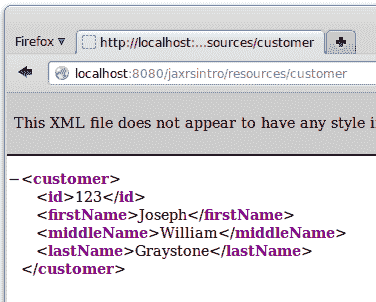 Firefox
http://localhost:...sources/customer
localhost:8080/jaxrsintro/resources/customer
This XML file does not appear to have any style i
−<customer>
<id>123</id>
<firstName>Joseph</firstName>
<middleName>William</middleName>
<lastName>Graystone</lastName>
</customer>